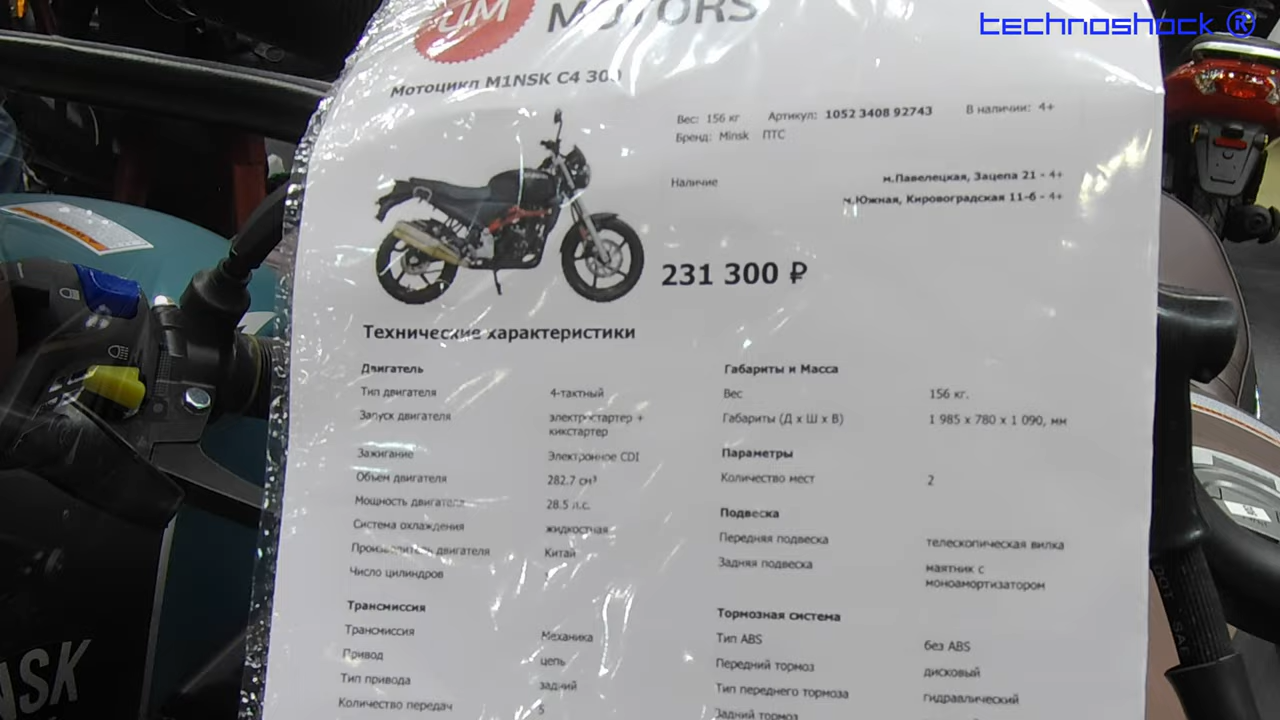 technoshock ®
ЦМ MOTORS
Мотоцикл M1NSK C4 300
Вес: 156 кг Артикул: 1052 3408 92743 В наличии: 4+
Бренд: Minsk ПТС
Наличие м.Павелецкая, Зацепа 21 - 4+
м.Южная, Кировоградская 11-б - 4+
231 300 ₽
Технические характеристики
Двигатель
Тип двигателя 4-тактный
Запуск двигателя электростартер +
кикстартер
Зажигание Электронное CDI
Объем двигателя 282.7 см³
Мощность двигателя 28.5 л.с.
Система охлаждения жидкостная
Производитель двигателя Китай
Число цилиндров
Трансмиссия
Трансмиссия Механика
Привод цепь
Тип привода задний
Количество передач 5
Габариты и Масса
Вес 156 кг.
Габариты (Д х Ш х В) 1 985 x 780 x 1 090, мм
Параметры
Количество мест 2
Подвеска
Передняя подвеска телескопическая вилка
Задняя подвеска маятник с
моноамортизатором
Тормозная система
Тип ABS без ABS
Передний тормоз дисковый
Тип переднего тормоза гидравлический
Задний тормоз
NSK